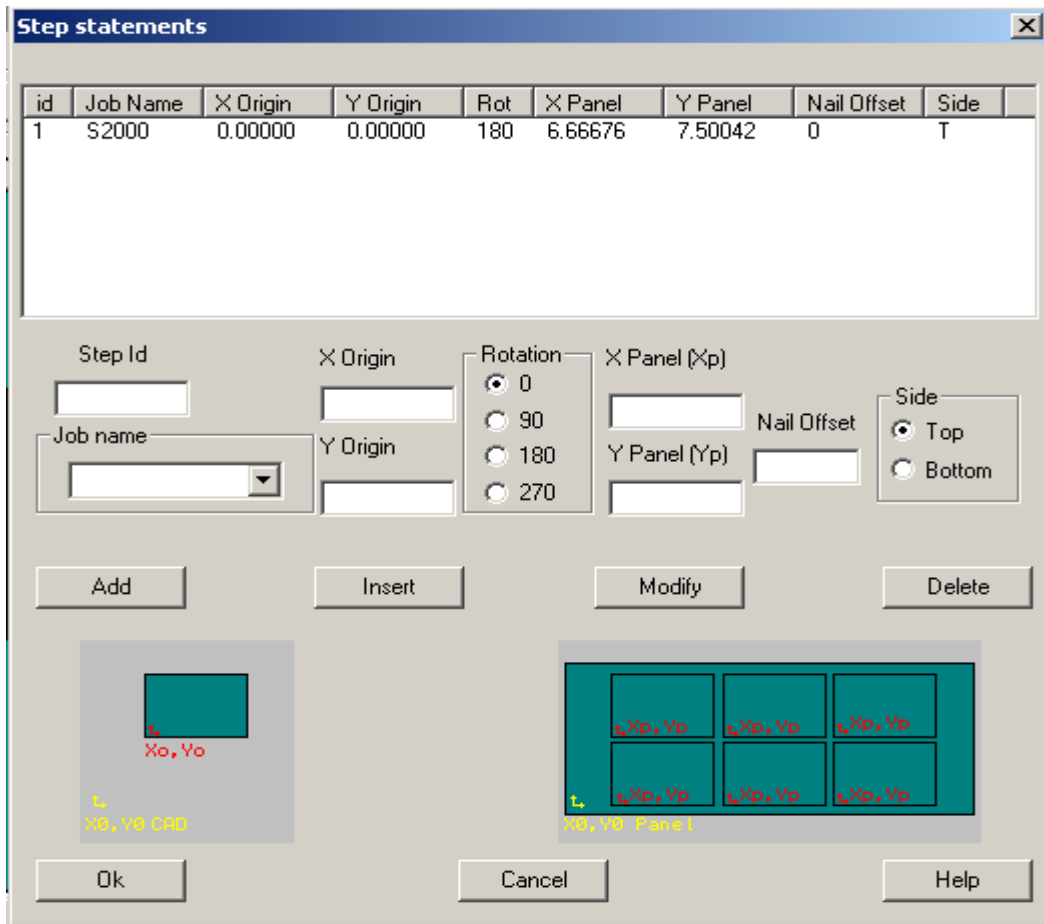 Step statements
id Job Name X Origin Y Origin Rot X Panel Y Panel Nail Offset Side
1 S2000 0.00000 0.00000 180 6.66676 7.50042 0 T
Step Id X Origin Rotation X Panel (Xp)
0
Side
Job name 90 Nail Offset
Top
Y Origin 180 Y Panel (Yp)
Bottom
270
Add Insert Modify Delete
Xp,Yp Xp,Yp Xp,Yp
Xo,Yo
Xp,Yp Xp,Yp Xp,Yp
X0,Y0 CAD X0,Y0 Panel
Ok Cancel Help